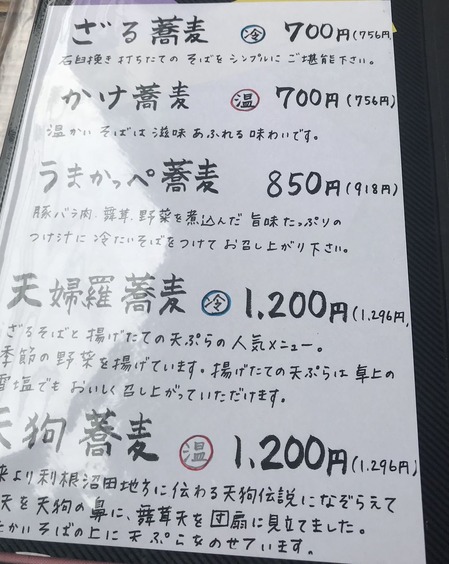 ざる蕎麦 冷 700円(756円
石臼挽き打ちたての そばを シンプルに ご堪能下さい。
かけ蕎麦 温 700円(756円)
温かい そばは 滋味 あふれる 味わいです。
うまかっぺ蕎麦 850円(918円)
豚バラ肉、舞茸、野菜を煮込んだ 旨味たっぷりの
つけ汁に 冷たいそばをつけて お召し上がり下さい。
天婦羅蕎麦 冷 1,200円(1,296円,
ざるそばと 揚げたての 天ぷらの 人気メニュー。
季節の野菜を揚げています。揚げたての天ぷらは 卓上の
雪塩でも おいしく 召し上がっていただけます。
天狗蕎麦 温 1,200円(1,296円)
来より 利根沼田地方に 伝わる 天狗伝説に なぞらえて
天を 天狗の 鼻に、舞茸天を 団扇に 見立てました。
かいそばの上に 天ぷらをのせています。